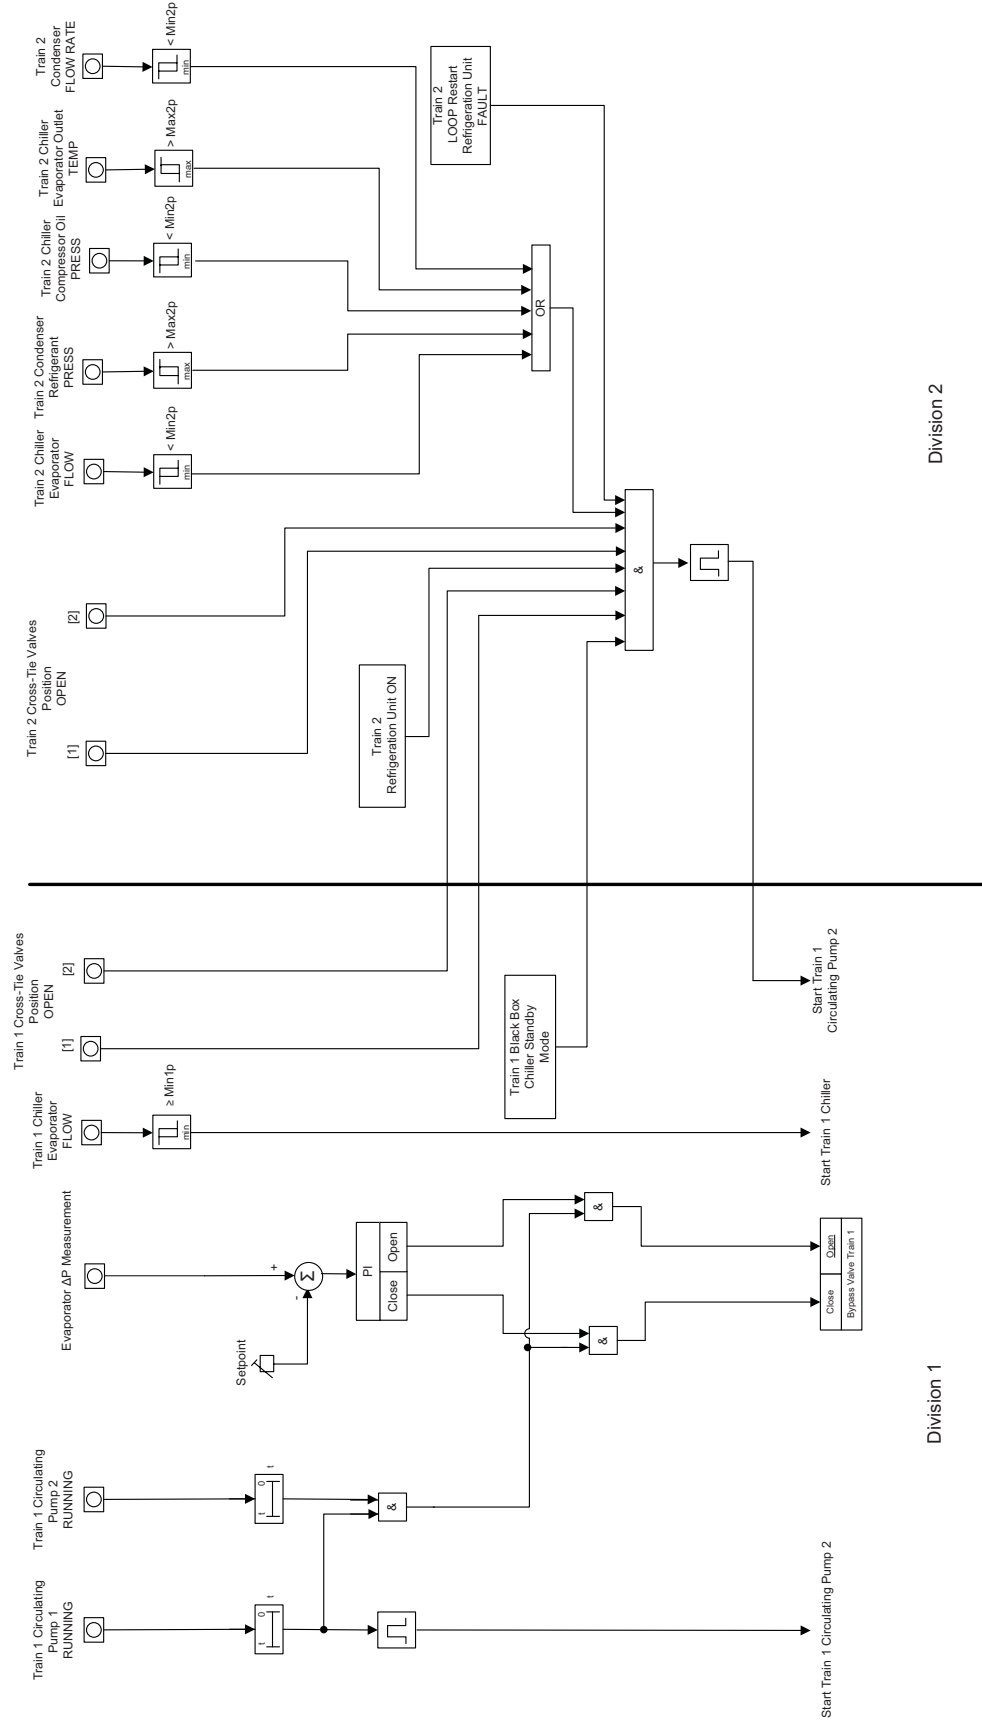 Train 1 Circulating
Pump 1
RUNNING
Train 1 Circulating
Pump 2
RUNNING
Evaporator ΔP Measurement
Train 1 Chiller
Evaporator
FLOW
Train 1 Cross-Tie Valves
Position
OPEN
[1]
[2]
Train 2 Cross-Tie Valves
Position
OPEN
[1]
[2]
Train 2 Chiller
Evaporator
FLOW
Train 2 Condenser
Refrigerant
PRESS
Train 2 Chiller
Compressor Oil
PRESS
Train 2 Chiller
Evaporator Outlet
TEMP
Train 2
Condenser
FLOW RATE
≥ Min1p
min
< Min2p
min
> Max2p
max
< Min2p
min
> Max2p
max
< Min2p
min
t 0
t
t 0
t
Setpoint
+
-
Σ
PI
Close
Open
&
&
&
Train 2
Refrigeration Unit ON
Train 2
LOOP Restart
Refrigeration Unit
FAULT
Train 1 Black Box
Chiller Standby
Mode
OR
&
Start Train 1 Circulating Pump 2
Close
Open
Bypass Valve Train 1
Start Train 1 Chiller
Start Train 1
Circulating Pump 2
Division 1
Division 2